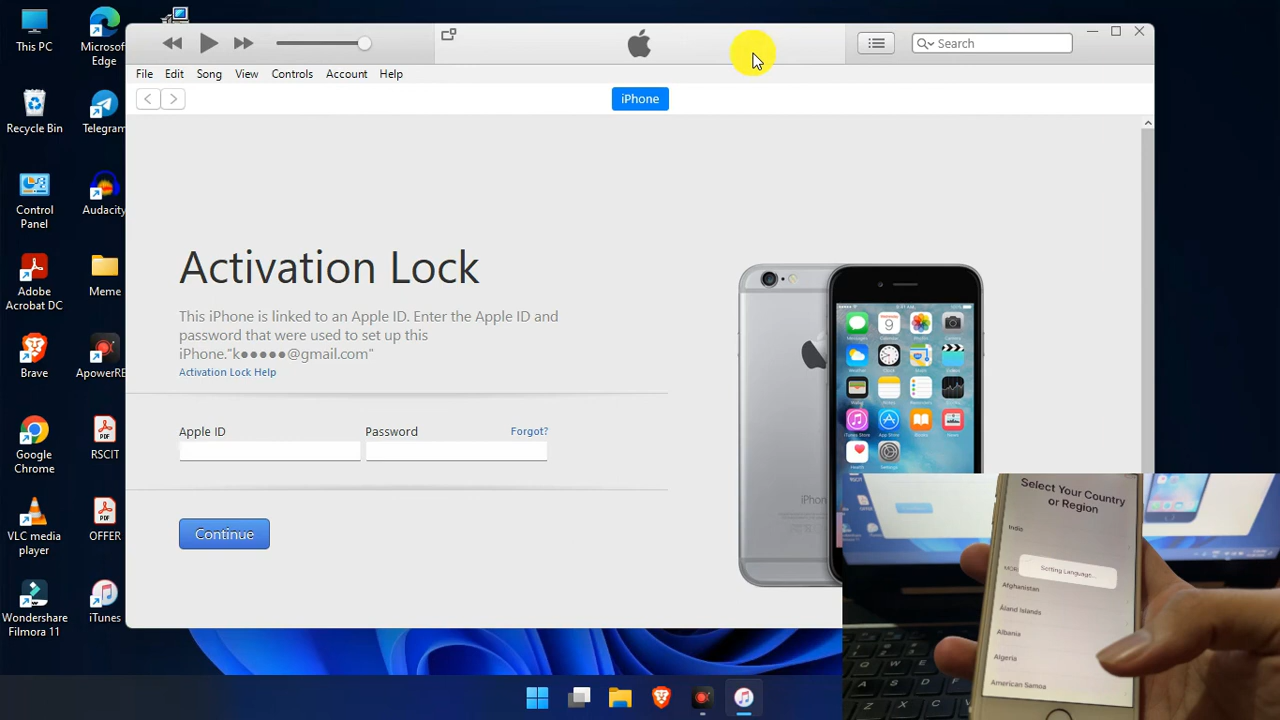 This PC
Microsof
Edge
Recycle Bin
Telegram
Control
Panel
Audacity
Adobe
Acrobat DC
Meme
Brave
ApowerRE
Google
Chrome
RSCIT
VLC media
player
OFFER
Wondershare
Filmora 11
iTunes
Search
File Edit Song View Controls Account Help
iPhone
Activation Lock
This iPhone is linked to an Apple ID. Enter the Apple ID and
password that were used to set up this
iPhone."k●●●●●@gmail.com"
Activation Lock Help
Apple ID
Password
Forgot?
Continue
Select Your Country
or Region
India
Setting Language...
Afghanistan
Åland Islands
Albania
Algeria
American Samoa